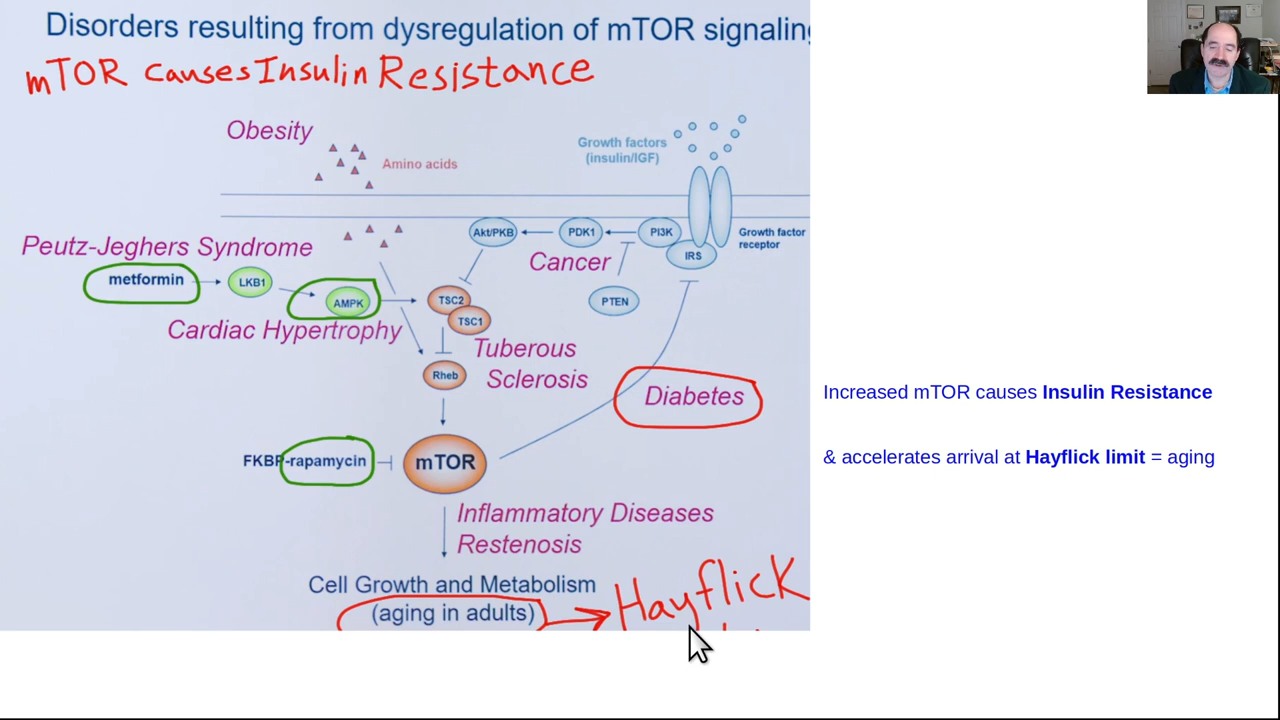 Disorders resulting from dysregulation of mTOR signaling
mTOR causes Insulin Resistance
Obesity
Amino acids
Growth factors
(insulin/IGF)
Peutz-Jeghers Syndrome
Akt/PKB
PDK1
PI3K
Growth factor
receptor
IRS
Cancer
metformin
LKB1
AMPK
TSC2
TSC1
PTEN
Cardiac Hypertrophy
Tuberous
Sclerosis
Rheb
Diabetes
Increased mTOR causes Insulin Resistance
FKBP-rapamycin
mTOR
& accelerates arrival at Hayflick limit = aging
Inflammatory Diseases
Restenosis
Cell Growth and Metabolism
(aging in adults)
Hayflick